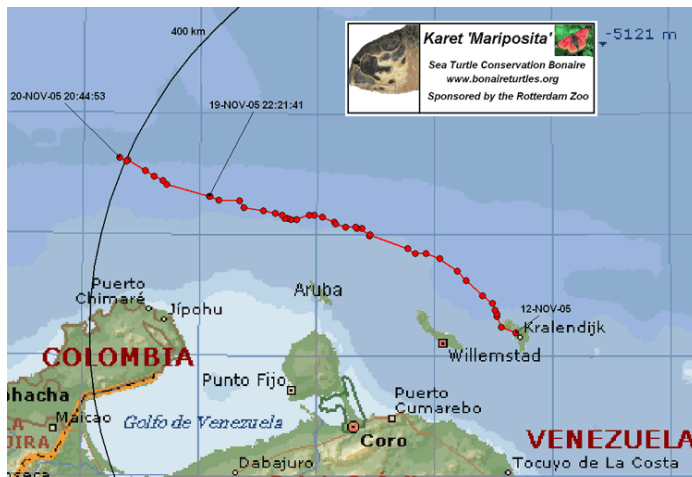 400 km
Karet 'Mariposita'
Sea Turtle Conservation Bonaire
www.bonaireturtles.org
Sponsored by the Rotterdam Zoo
-5121 m
20-NOV-05 20:44:53
19-NOV-05 22:21:41
Puerto
Chimaré
Jípohu
Aruba
12-NOV-05
Kralendijk
Willemstad
COLOMBIA
Punto Fijo
Puerto
Cumarebo
ohacha
Maicao
Golfo de Venezuela
Coro
VENEZUELA
JIRA
Dabajuro
Tocuyo de La Costa